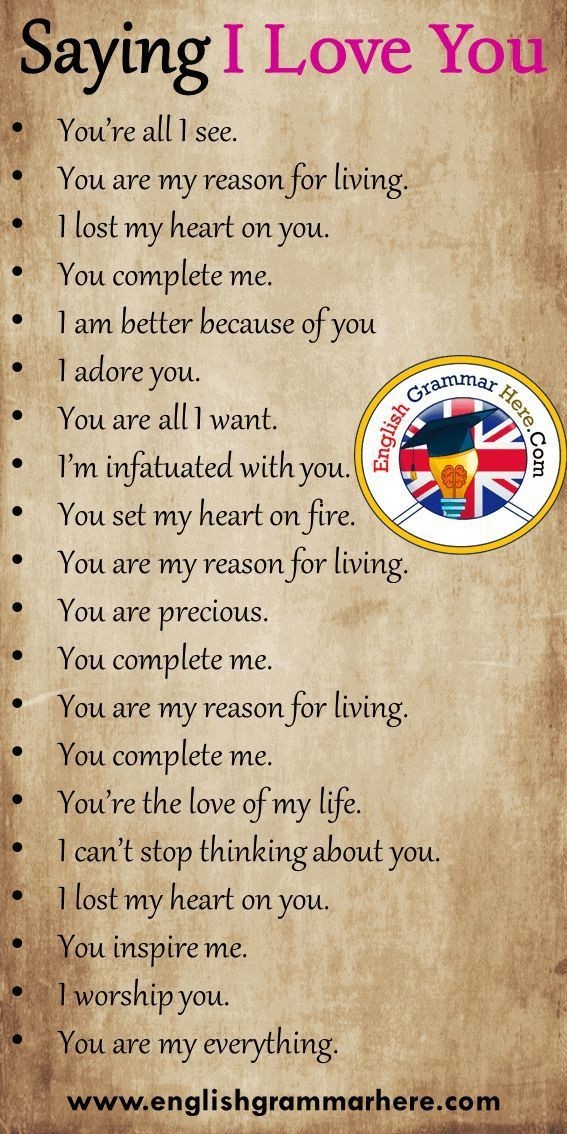 Saying I Love You
• You're all I see.
• You are my reason for living.
• I lost my heart on you.
• You complete me.
• I am better because of you
• I adore you.
• You are all I want.
• I'm infatuated with you.
• You set my heart on fire.
• You are my reason for living.
• You are precious.
• You complete me.
• You are my reason for living.
• You complete me.
• You're the love of my life.
• I can't stop thinking about you.
• I lost my heart on you.
• You inspire me.
• I worship you.
• You are my everything.
English Grammar Here.Com
www.englishgrammarhere.com